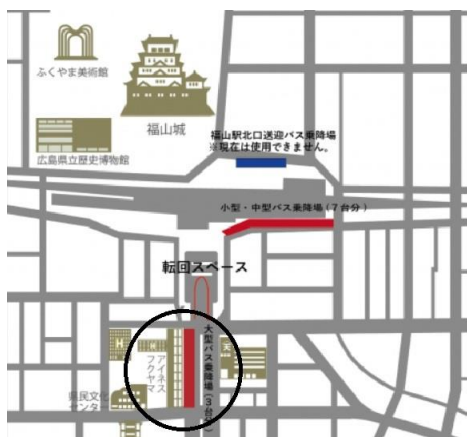 ふくやま美術館
福山城
広島県立歴史博物館
福山駅北口送迎バス乗降場
※現在は使用できません。
小型・中型バス乗降場(7台分)
転回スペース
大型バス乗降場(3台分)
アイネス
フクヤマ
県民文化
センター
H